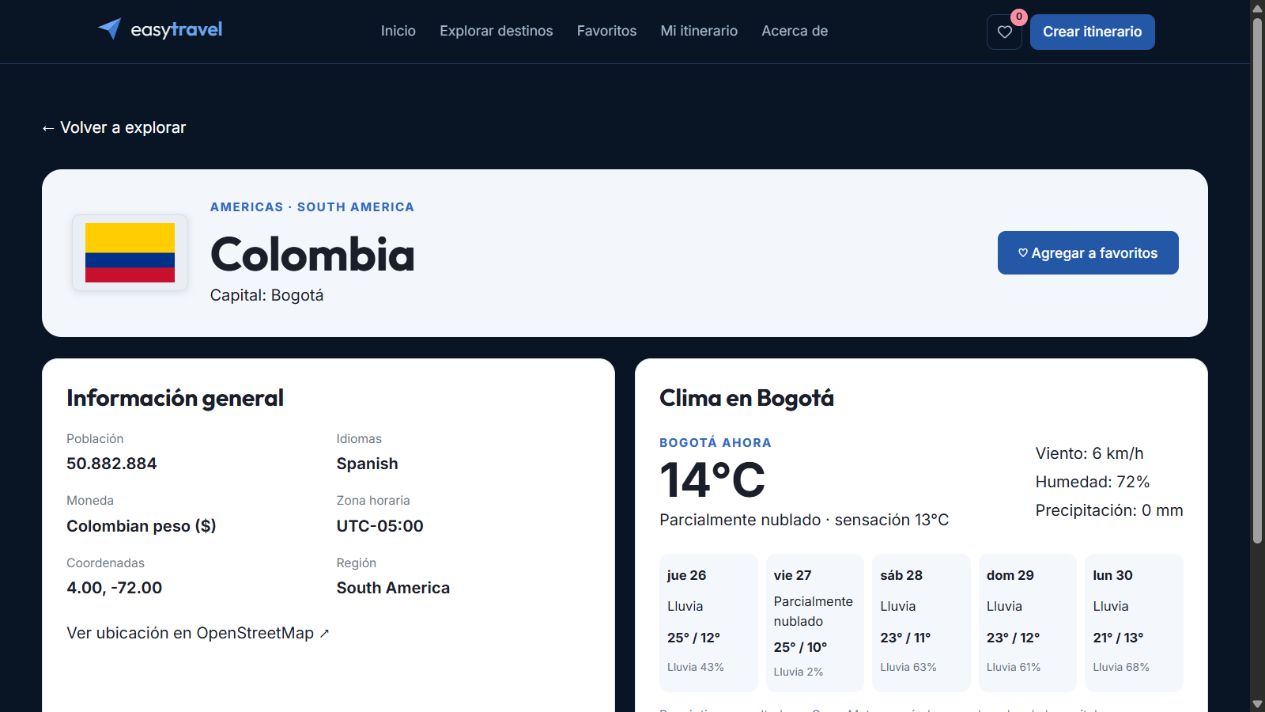 easytravel
Inicio
Explorar destinos
Favoritos
Mi itinerario
Acerca de
0
Crear itinerario
← Volver a explorar
AMERICAS · SOUTH AMERICA
Colombia
Capital: Bogotá
♡ Agregar a favoritos
Información general
Población
Idiomas
50.882.884
Spanish
Moneda
Zona horaria
Colombian peso ($)
UTC-05:00
Coordenadas
Región
4.00, -72.00
South America
Ver ubicación en OpenStreetMap ↗
Clima en Bogotá
BOGOTÁ AHORA
14°C
Parcialmente nublado · sensación 13°C
Viento: 6 km/h
Humedad: 72%
Precipitación: 0 mm
jue 26
Lluvia
25° / 12°
Lluvia 43%
vie 27
Parcialmente
nublado
25° / 10°
Lluvia 2%
sáb 28
Lluvia
23° / 11°
Lluvia 63%
dom 29
Lluvia
23° / 12°
Lluvia 61%
lun 30
Lluvia
21° / 13°
Lluvia 68%